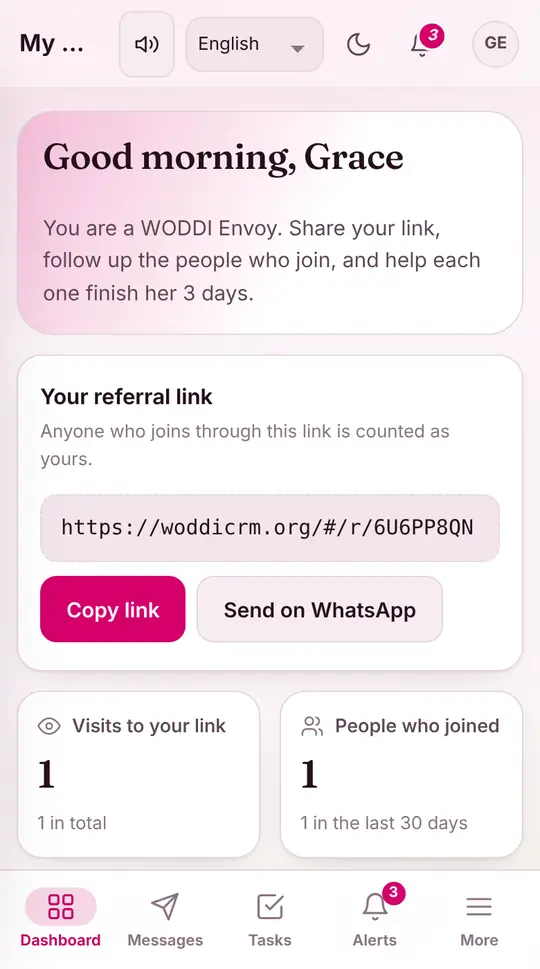 My ...
English
3
GE
Good morning, Grace
You are a WODDI Envoy. Share your link,
follow up the people who join, and help each
one finish her 3 days.
Your referral link
Anyone who joins through this link is counted as
yours.
https://woddicrm.org/#/r/6U6PP8QN
Copy link
Send on WhatsApp
Visits to your link
1
1 in total
People who joined
1
1 in the last 30 days
Dashboard
Messages
Tasks
3
Alerts
More